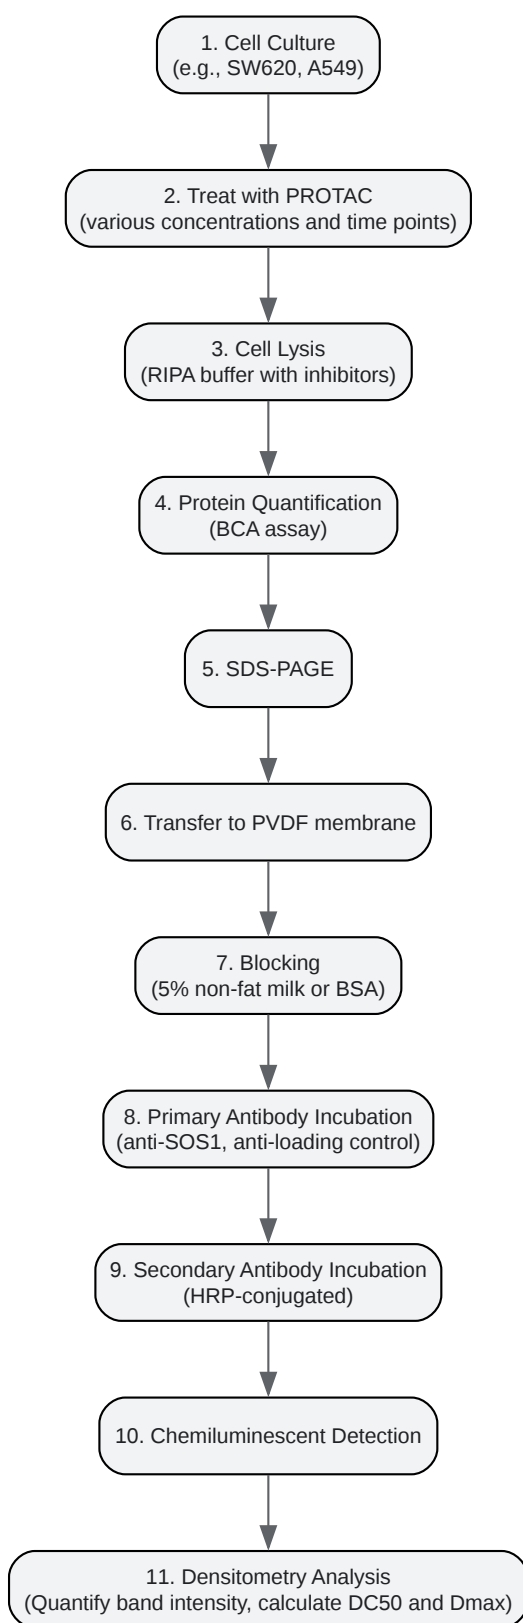 1. Cell Culture
(e.g., SW620, A549)
2. Treat with PROTAC
(various concentrations and time points)
3. Cell Lysis
(RIPA buffer with inhibitors)
4. Protein Quantification
(BCA assay)
5. SDS-PAGE
6. Transfer to PVDF membrane
7. Blocking
(5% non-fat milk or BSA)
8. Primary Antibody Incubation
(anti-SOS1, anti-loading control)
9. Secondary Antibody Incubation
(HRP-conjugated)
10. Chemiluminescent Detection
11. Densitometry Analysis
(Quantify band intensity, calculate DC50 and Dmax)